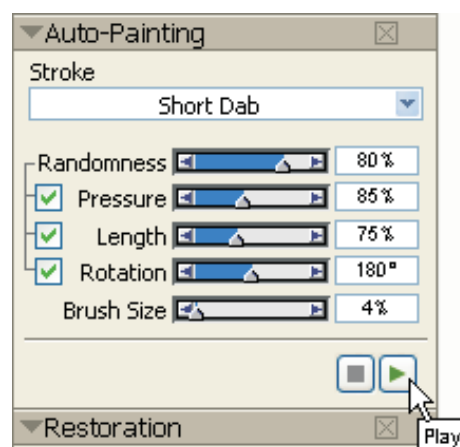 Auto-Painting
Stroke
Short Dab
Randomness 80%
Pressure 85%
Length 75%
Rotation 180°
Brush Size 4%
Play
Restoration